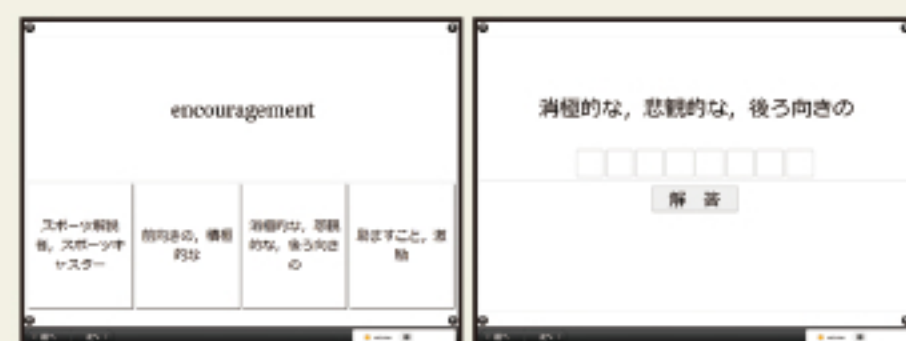 encouragement
スポーツ解説
者，スポーツキ
ャスター
前向きの，積極
的な
消極的な，悲観
的な，後ろ向き
の
励ますこと，激
励
消極的な，悲観的な，後ろ向きの
解 答